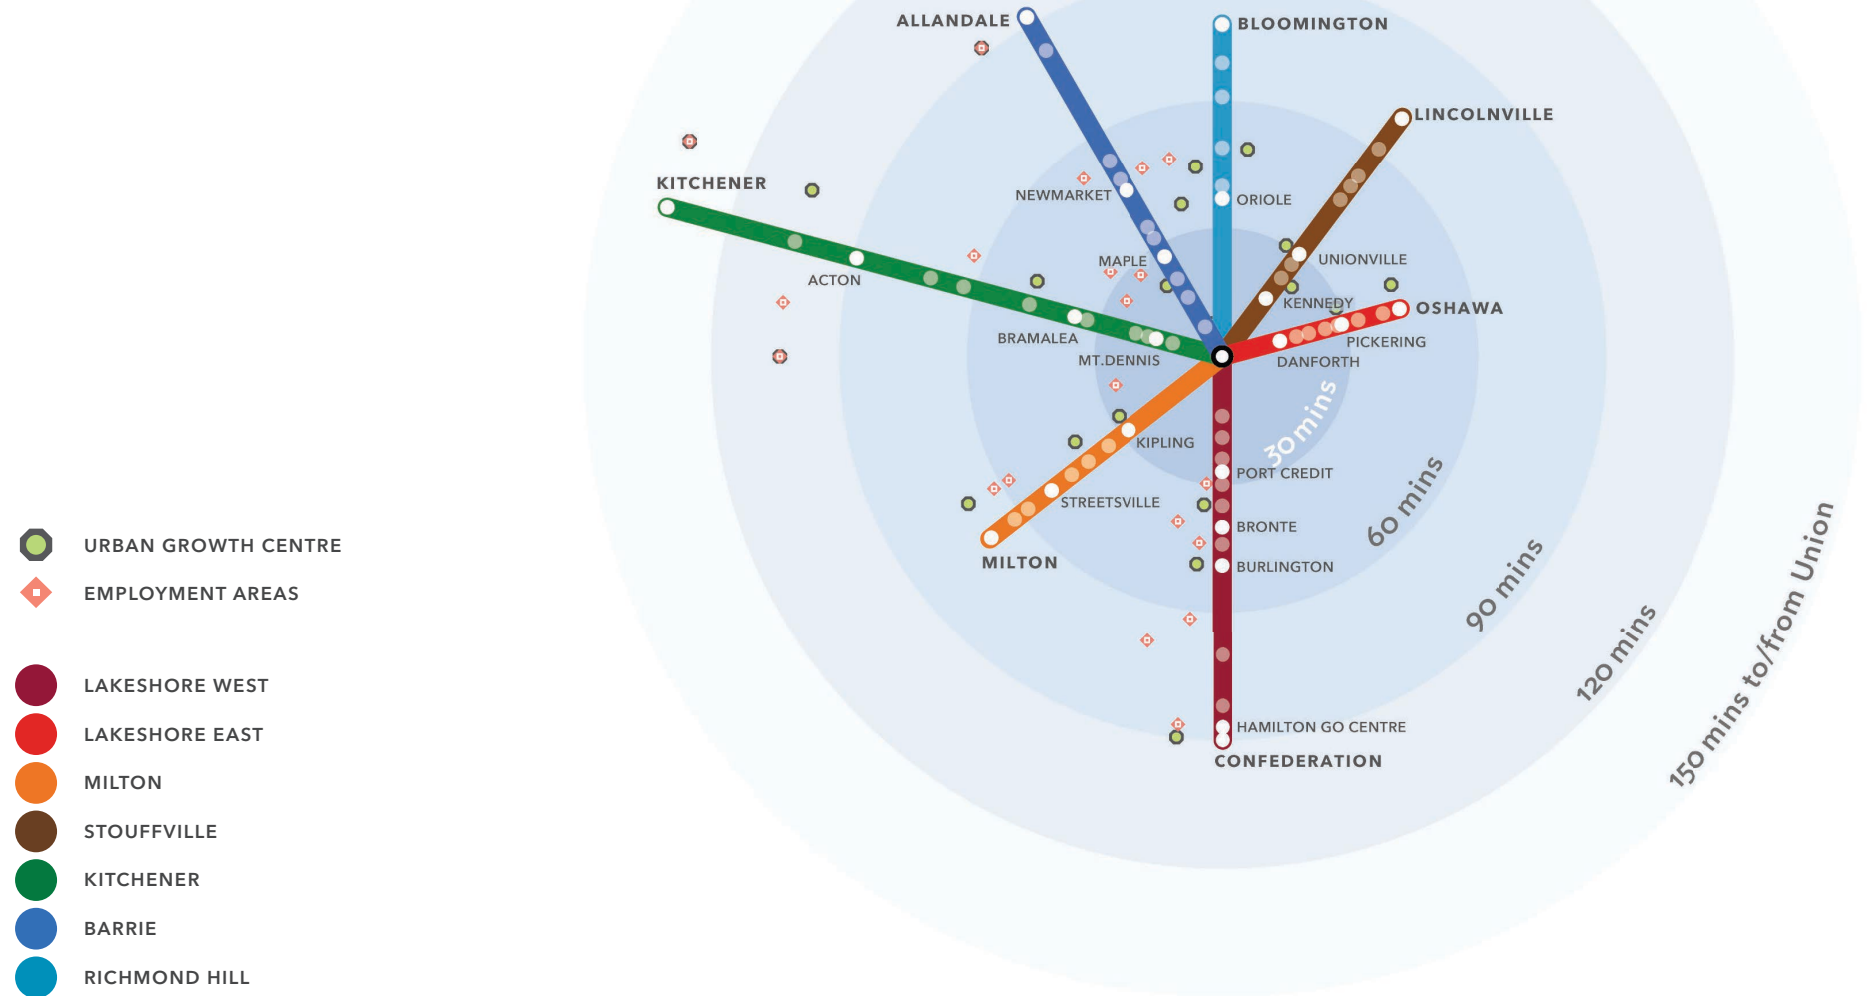 ALLANDALE
BLOOMINGTON
LINCOLNVILLE
KITCHENER
NEWMARKET
ORIOLE
MAPLE
UNIONVILLE
ACTON
KENNEDY
OSHAWA
BRAMALEA
PICKERING
MT.DENNIS
DANFORTH
30 mins
KIPLING
PORT CREDIT
60 mins
STREETSVILLE
BRONTE
MILTON
BURLINGTON
90 mins
120 mins
150 mins to/from Union
HAMILTON GO CENTRE
CONFEDERATION
URBAN GROWTH CENTRE
EMPLOYMENT AREAS
LAKESHORE WEST
LAKESHORE EAST
MILTON
STOUFFVILLE
KITCHENER
BARRIE
RICHMOND HILL